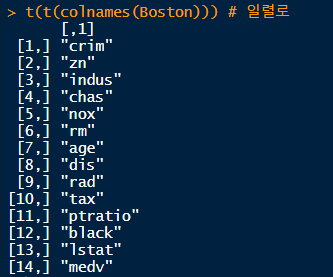 > t(t(colnames(Boston))) # 일렬로
[,1]
[1,] "crim"
[2,] "zn"
[3,] "indus"
[4,] "chas"
[5,] "nox"
[6,] "rm"
[7,] "age"
[8,] "dis"
[9,] "rad"
[10,] "tax"
[11,] "ptratio"
[12,] "black"
[13,] "lstat"
[14,] "medv"